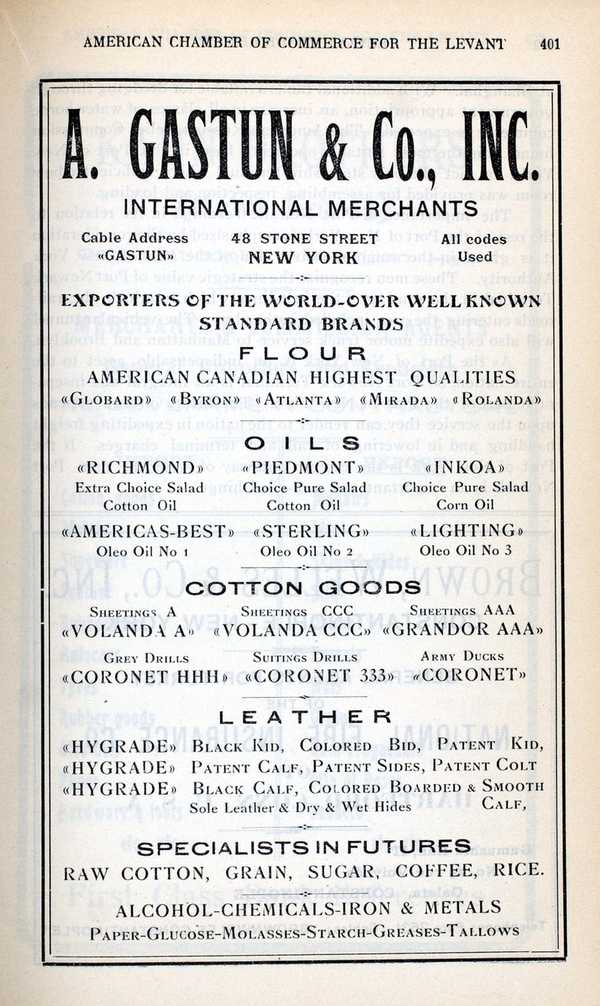 AMERICAN CHAMBER OF COMMERCE FOR THE LEVANT 401
A. GASTUN & Co., INC.
INTERNATIONAL MERCHANTS
Cable Address 48 STONE STREET All codes
«GASTUN» NEW YORK Used
EXPORTERS OF THE WORLD-OVER WELL KNOWN
STANDARD BRANDS
FLOUR
AMERICAN CANADIAN HIGHEST QUALITIES
«GLOBARD» «BYRON» «ATLANTA» «MIRADA» «ROLANDA»
OILS
«RICHMOND» «PIEDMONT» «INKOA»
Extra Choice Salad Choice Pure Salad Choice Pure Salad
Cotton Oil Cotton Oil Corn Oil
«AMERICAS-BEST» «STERLING» «LIGHTING»
Oleo Oil No 1 Oleo Oil No 2 Oleo Oil No 3
COTTON GOODS
SHEETINGS A SHEETINGS CCC SHEETINGS AAA
«VOLANDA A» «VOLANDA CCC» «GRANDOR AAA»
GREY DRILLS SUITINGS DRILLS ARMY DUCKS
«CORONET HHH» «CORONET 333» «CORONET»
LEATHER
«HYGRADE» BLACK KID, COLORED BID, PATENT KID,
«HYGRADE» PATENT CALF, PATENT SIDES, PATENT COLT
«HYGRADE» BLACK CALF, COLORED BOARDED & SMOOTH
Sole Leather & Dry & Wet Hides CALF,
SPECIALISTS IN FUTURES
RAW COTTON, GRAIN, SUGAR, COFFEE, RICE.
ALCOHOL-CHEMICALS-IRON & METALS
PAPER-GLUCOSE-MOLASSES-STARCH-GREASES-TALLOWS